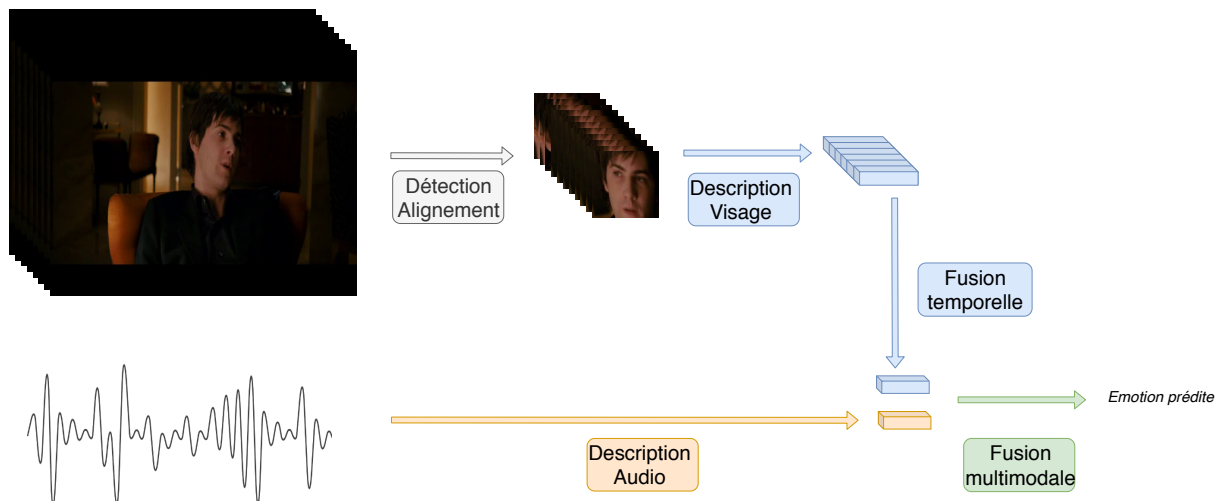 Détection
Alignement
Description
Visage
Fusion
temporelle
Emotion prédite
Description
Audio
Fusion
multimodale